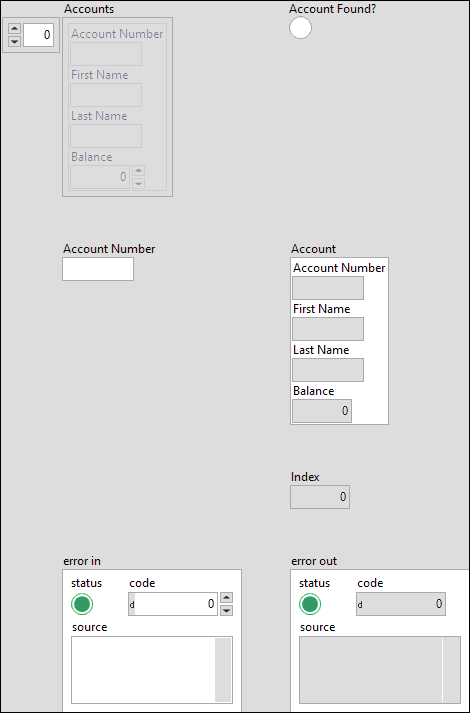 Accounts
Account Found?
0
Account Number
First Name
Last Name
Balance
0
Account Number
Account
Account Number
First Name
Last Name
Balance
0
Index
0
error in
error out
status code
d 0
source
status code
d 0
source